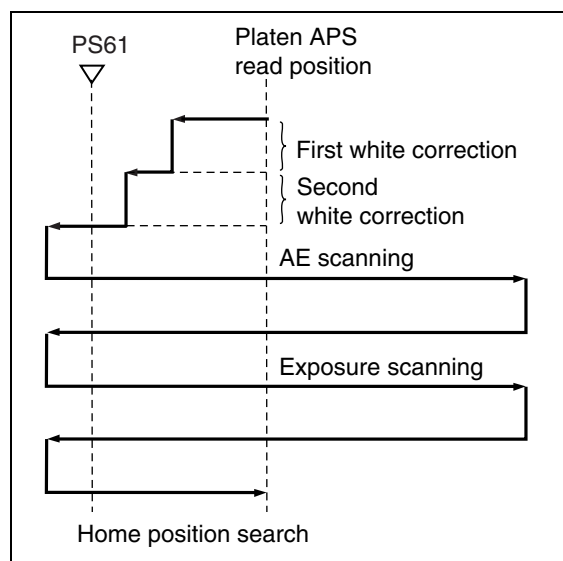 PS61
Platen APS
read position
First white correction
Second
white correction
AE scanning
Exposure scanning
Home position search